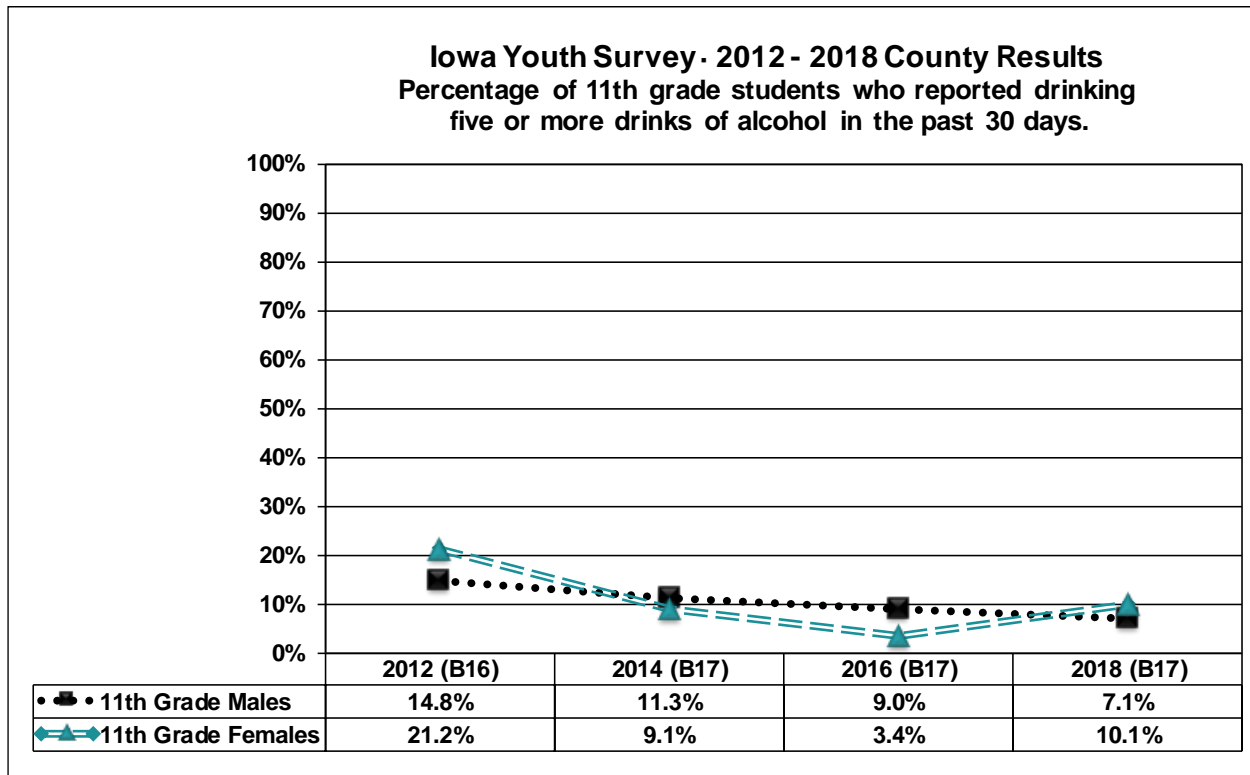 Iowa Youth Survey · 2012 - 2018 County Results
Percentage of 11th grade students who reported drinking
five or more drinks of alcohol in the past 30 days.
100%
90%
80%
70%
60%
50%
40%
30%
20%
10%
0%
2012 (B16) 2014 (B17) 2016 (B17) 2018 (B17)
11th Grade Males 14.8% 11.3% 9.0% 7.1%
11th Grade Females 21.2% 9.1% 3.4% 10.1%